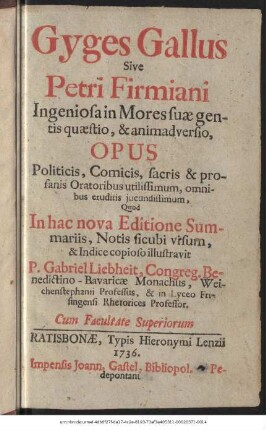 Gyges Gallus
Sive
Petri Firmiani
Ingeniosa in Mores suæ gen-
tis quæstio, & animadversio,
OPUS
Politicis, Comicis, sacris & pro-
fanis Oratoribus utilissimum, omni-
bus eruditis jucundissimum,
Quod
In hac nova Editione Sum-
mariis, Notis sicubi visum,
& Indice copioso illustravit
P. Gabriel Liebheit, Congreg. Be-
nedictino-Bavaricæ Monachus, Wei-
chenstephanii Professus, & in Lyceo Fri-
singensi Rhetorices Professor.
Cum Facultate Superiorum
RATISBONÆ, Typis Hieronymi Lenzii
1736.
Impensis Joann, Gastel, Bibliopol. Pe-
depontani.